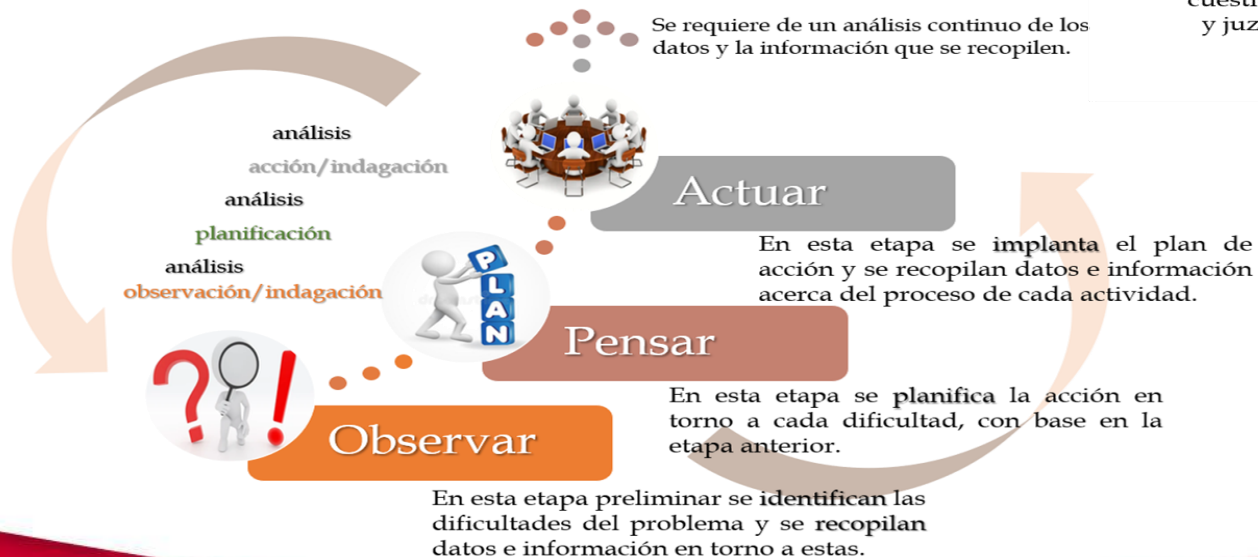 Se requiere de un análisis continuo de los
datos y la información que se recopilen.
y juz
análisis
acción/indagación
análisis
planificación
análisis
observación/indagación
Actuar
En esta etapa se implanta el plan de
acción y se recopilan datos e información
acerca del proceso de cada actividad.
PLAN
Pensar
En esta etapa se planifica la acción en
torno a cada dificultad, con base en la
etapa anterior.
?!
Observar
En esta etapa preliminar se identifican las
dificultades del problema y se recopilan
datos e información en torno a estas.